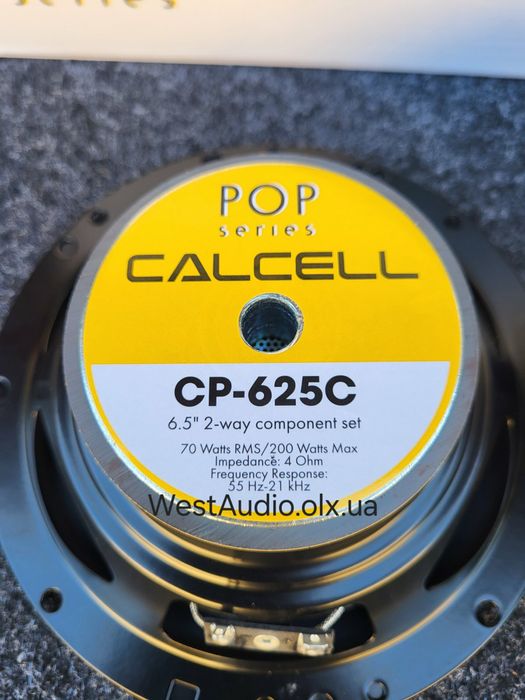 series
POP
series
CALCELL
CP-625C
6.5" 2-way component set
70 Watts RMS/200 Watts Max
Impedance: 4 Ohm
Frequency Response:
55 Hz-21 kHz
WestAudio.olx.ua